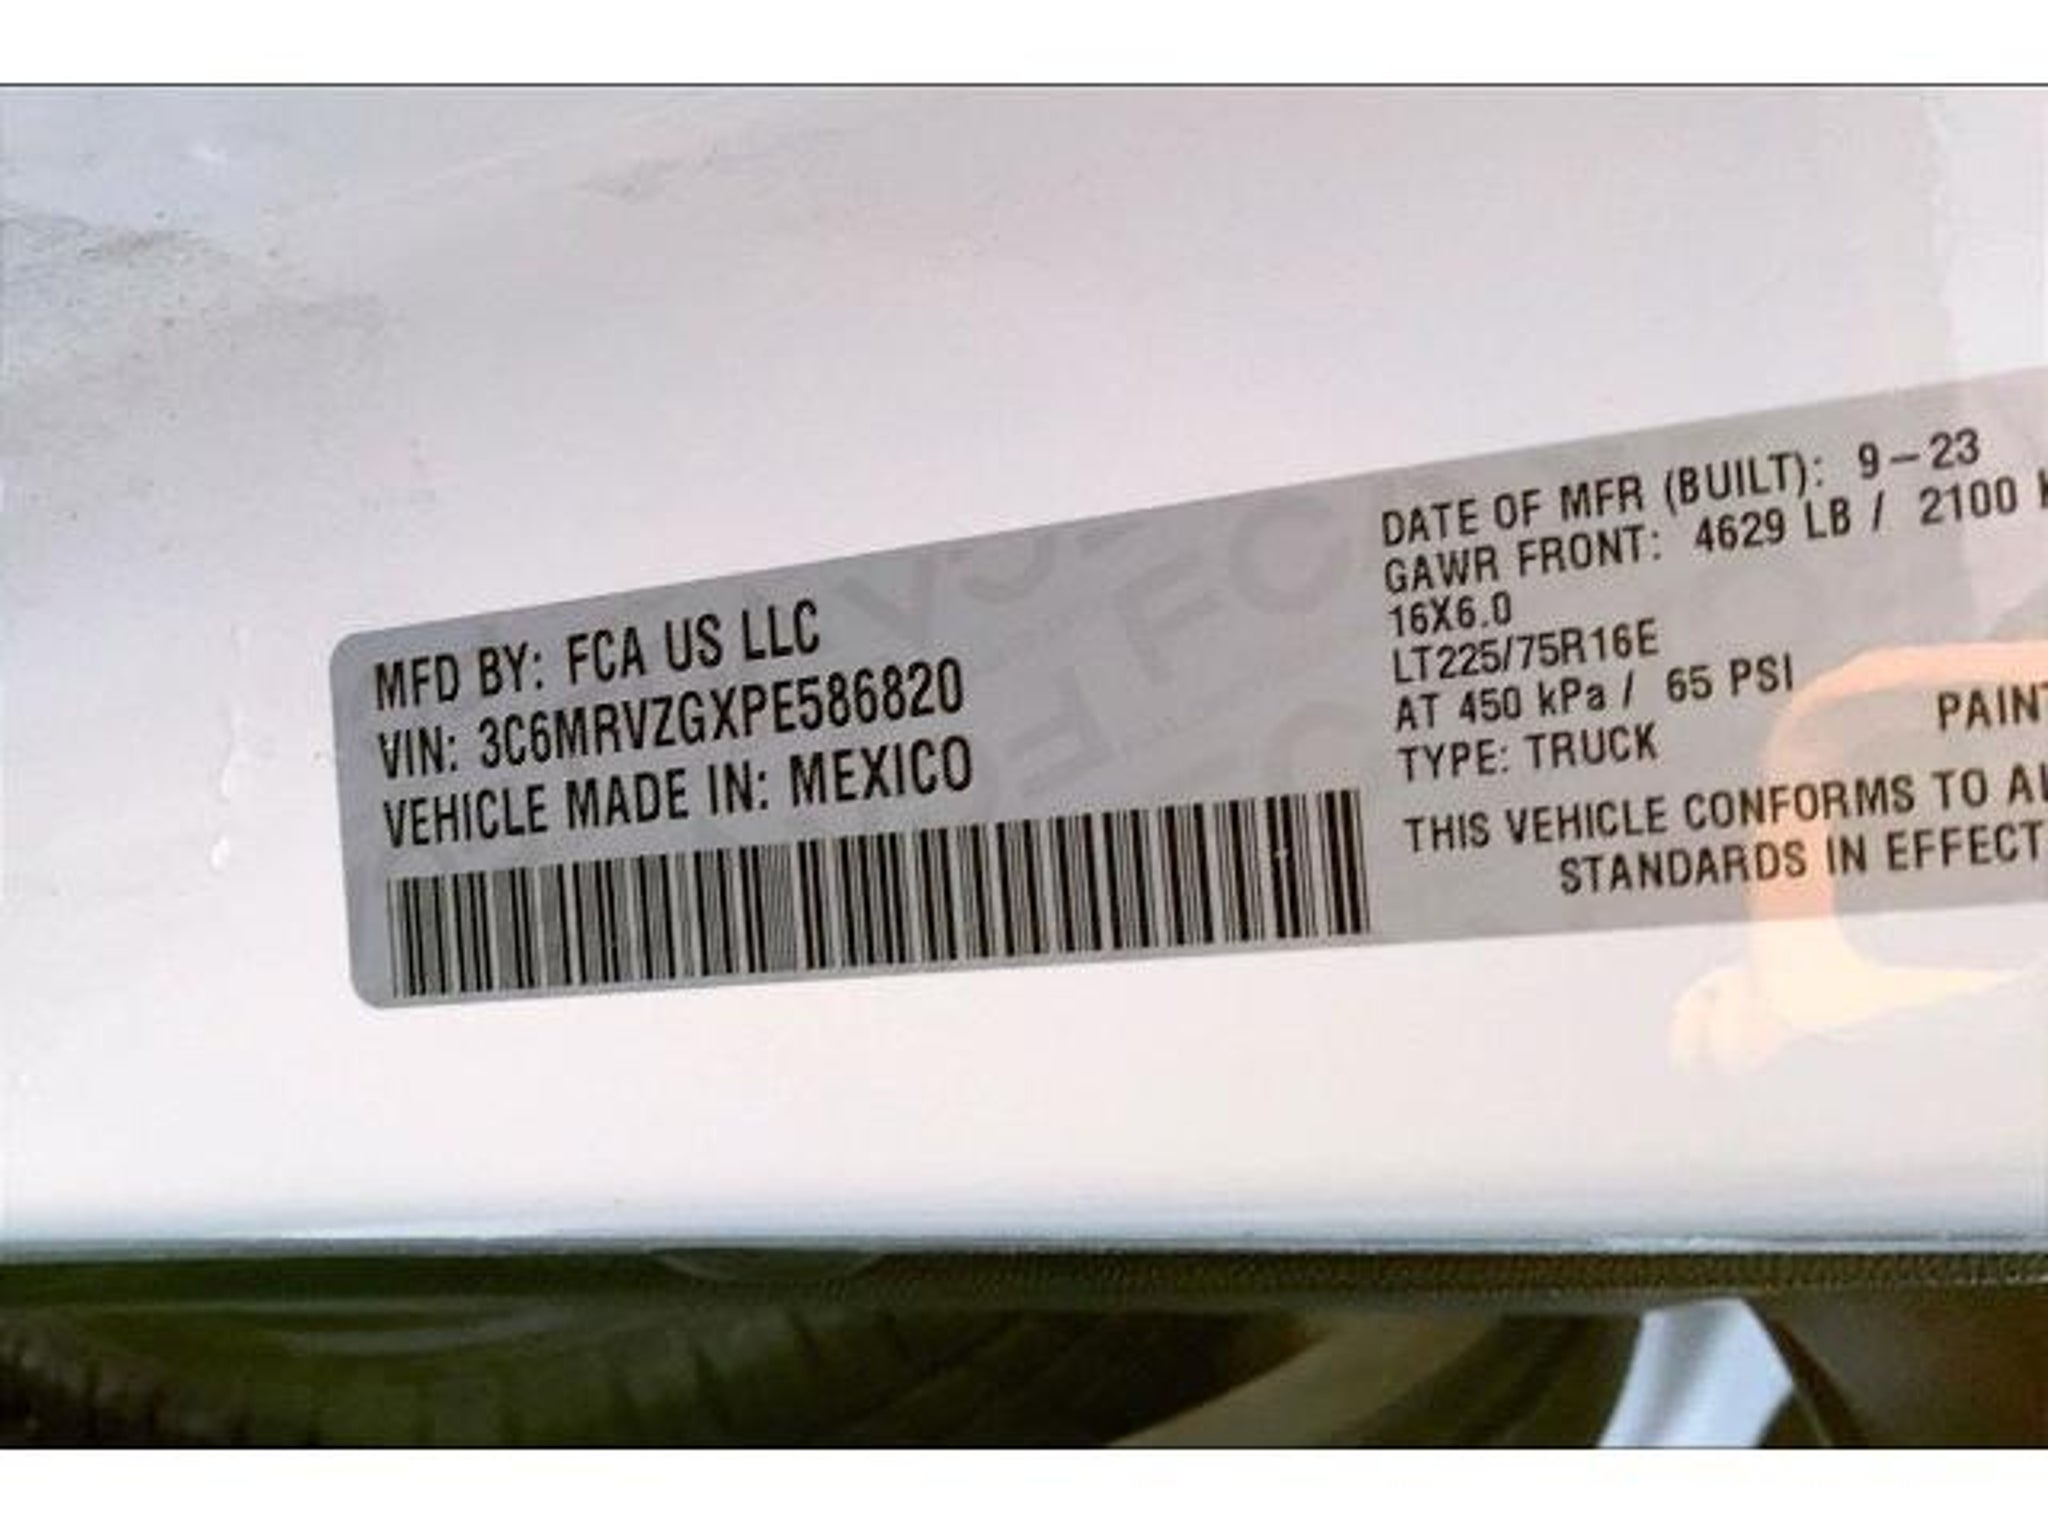 MFD BY: FCA US LLC
VIN: 3C6MRVZGXPE586820
VEHICLE MADE IN: MEXICO
DATE OF MFR (BUILT): 9-23
GAWR FRONT: 4629 LB / 2100
16X6.0
LT225/75R16E
AT 450 kPa / 65 PSI
TYPE: TRUCK
PAINT
THIS VEHICLE CONFORMS TO
STANDARDS IN EFFECT